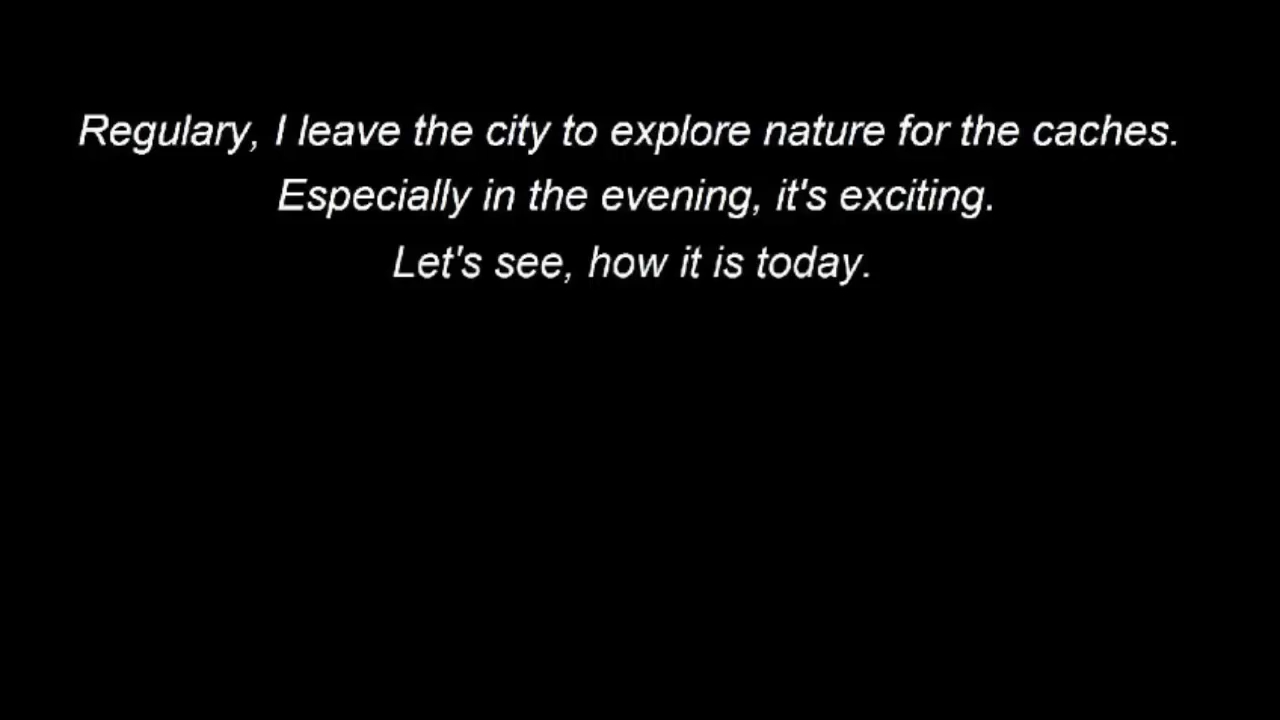 Regulary, I leave the city to explore nature for the caches.
Especially in the evening, it's exciting.
Let's see, how it is today.